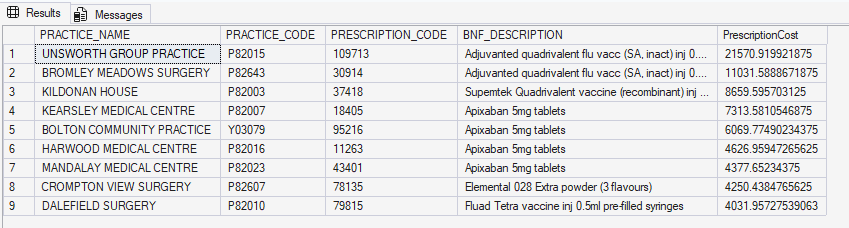 Results Messages
PRACTICE_NAME PRACTICE_CODE PRESCRIPTION_CODE BNF_DESCRIPTION PrescriptionCost
1 UNSWORTH GROUP PRACTICE P82015 109713 Adjuvanted quadrivalent flu vacc (SA, inact) inj 0.... 21570.919921875
2 BROMLEY MEADOWS SURGERY P82643 30914 Adjuvanted quadrivalent flu vacc (SA, inact) inj 0.... 11031.5888671875
3 KILDONAN HOUSE P82003 37418 Supemtek Quadrivalent vaccine (recombinant) inj ... 8659.595703125
4 KEARSLEY MEDICAL CENTRE P82007 18405 Apixaban 5mg tablets 7313.5810546875
5 BOLTON COMMUNITY PRACTICE Y03079 95216 Apixaban 5mg tablets 6069.77490234375
6 HARWOOD MEDICAL CENTRE P82016 11263 Apixaban 5mg tablets 4626.95947265625
7 MANDALAY MEDICAL CENTRE P82023 43401 Apixaban 5mg tablets 4377.65234375
8 CROMPTON VIEW SURGERY P82607 78135 Elemental 028 Extra powder (3 flavours) 4250.4384765625
9 DALEFIELD SURGERY P82010 79815 Fluad Tetra vaccine inj 0.5ml pre-filled syringes 4031.95727539063